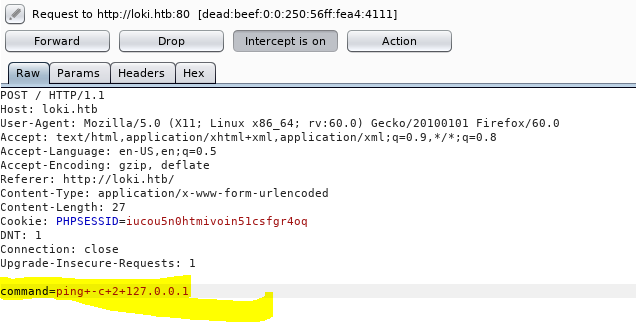 Request to http://loki.htb:80 [dead:beef:0:0:250:56ff:fea4:4111]
Forward Drop Intercept is on Action
Raw Params Headers Hex
POST / HTTP/1.1
Host: loki.htb
User-Agent: Mozilla/5.0 (X11; Linux x86_64; rv:60.0) Gecko/20100101 Firefox/60.0
Accept: text/html,application/xhtml+xml,application/xml;q=0.9,*/*;q=0.8
Accept-Language: en-US,en;q=0.5
Accept-Encoding: gzip, deflate
Referer: http://loki.htb/
Content-Type: application/x-www-form-urlencoded
Content-Length: 27
Cookie: PHPSESSID=iucou5n0htmivoin51csfgr4oq
DNT: 1
Connection: close
Upgrade-Insecure-Requests: 1
command=ping+-c+2+127.0.0.1